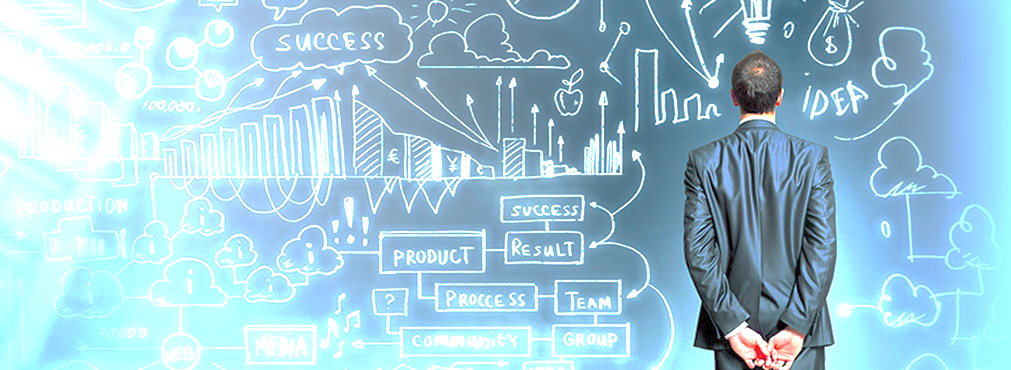 SUCCESS
$
IDEA
100,000.
€
¥
PRODUCTION
SUCCESS
PRODUCT
RESULT
PROCCESS
TEAM
?
COMMUNITY
GROUP
MEDIA
WEB